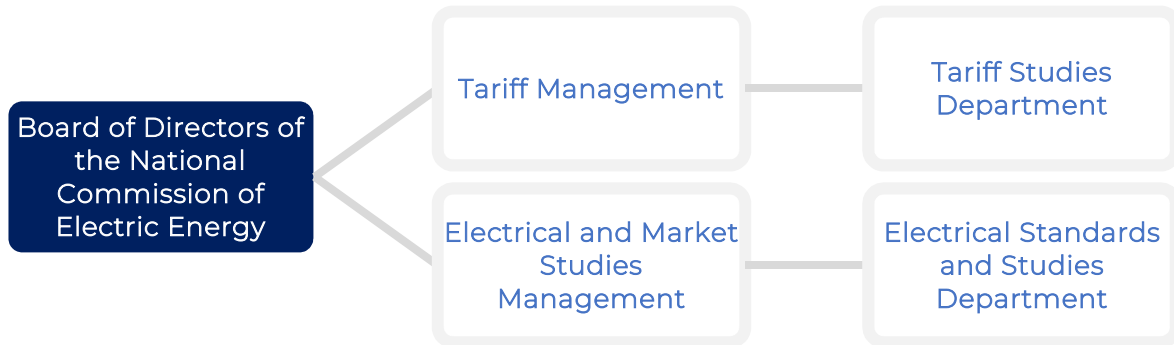 Board of Directors of
the National
Commission of
Electric Energy
Tariff Management
Tariff Studies
Department
Electrical and Market
Studies
Management
Electrical Standards
and Studies
Department